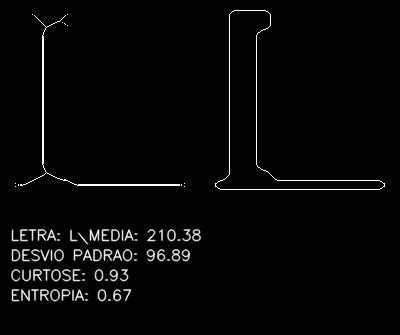 LETRA: L\MEDIA: 210.38
DESVIO PADRAO: 96.89
CURTOSE: 0.93
ENTROPIA: 0.67